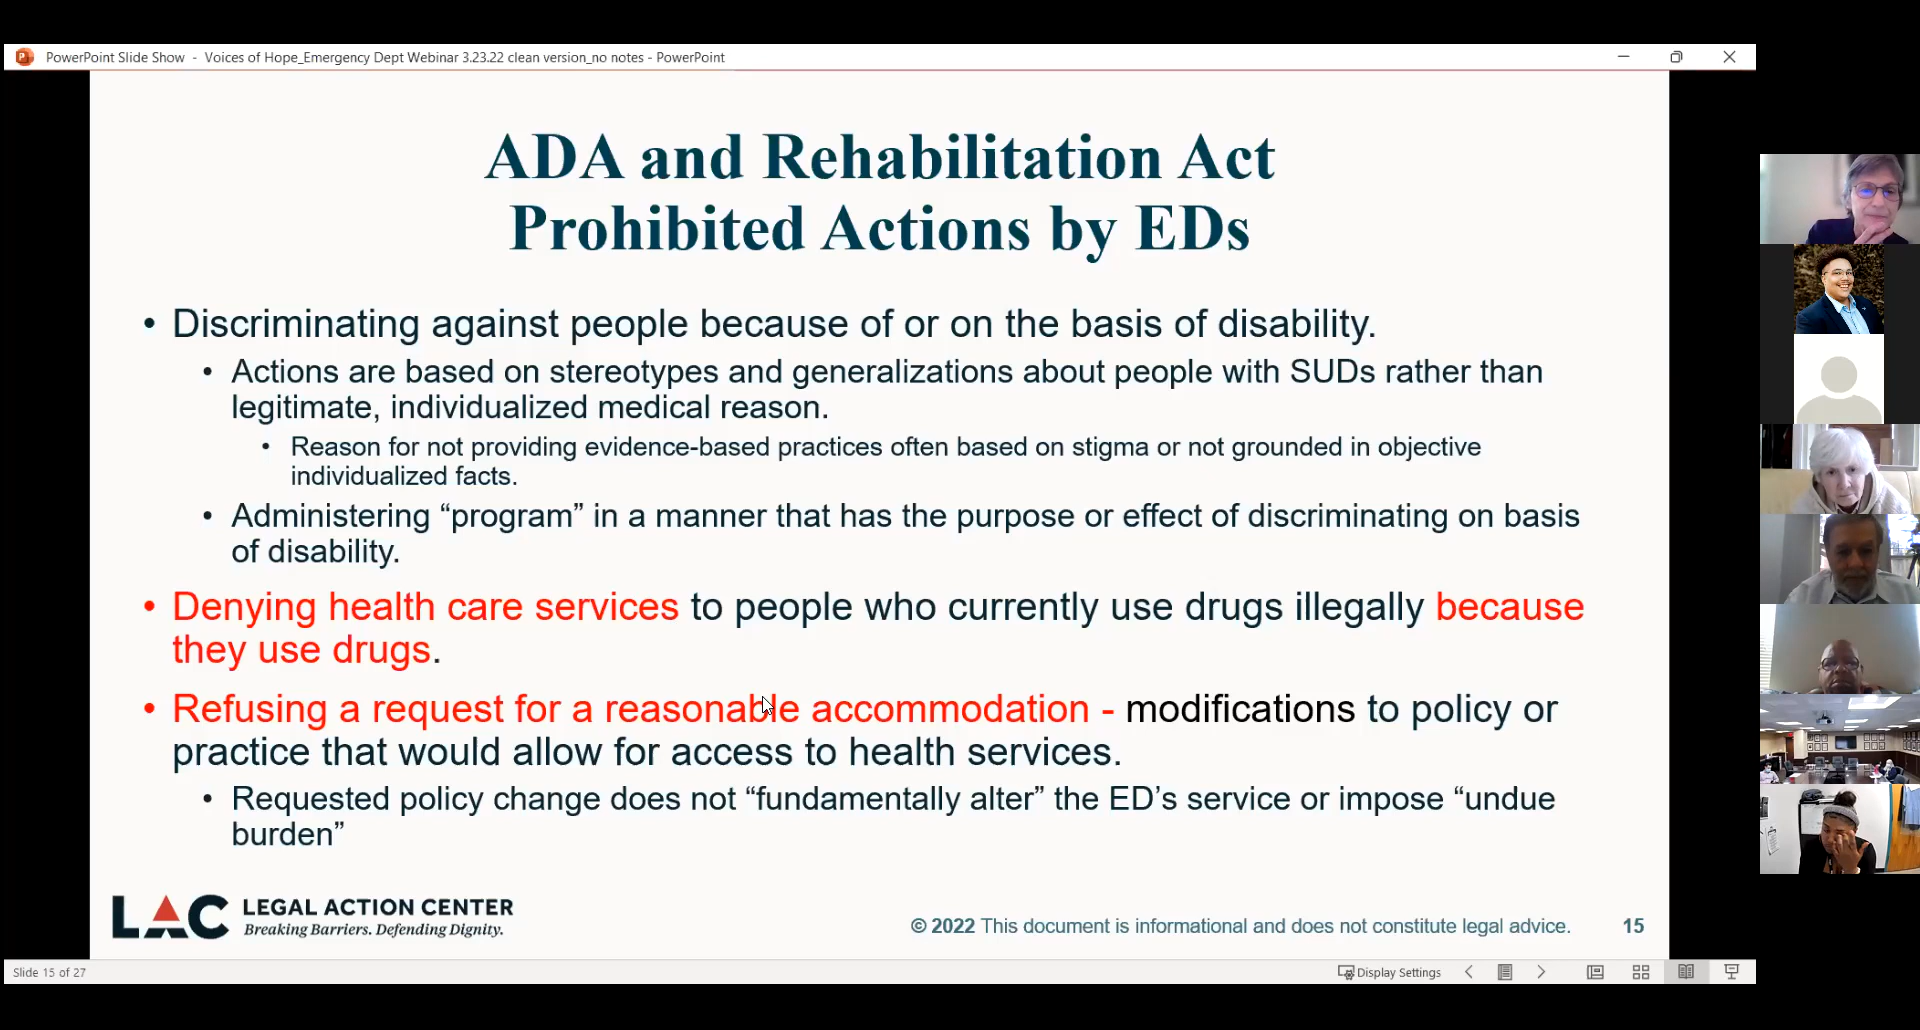 PowerPoint Slide Show - Voices of Hope_Emergency Dept Webinar 3.23.22 clean version_no notes - PowerPoint
ADA and Rehabilitation Act
Prohibited Actions by EDs
• Discriminating against people because of or on the basis of disability.
• Actions are based on stereotypes and generalizations about people with SUDs rather than
legitimate, individualized medical reason.
• Reason for not providing evidence-based practices often based on stigma or not grounded in objective
individualized facts.
• Administering “program” in a manner that has the purpose or effect of discriminating on basis
of disability.
• Denying health care services to people who currently use drugs illegally because
they use drugs.
• Refusing a request for a reasonable accommodation - modifications to policy or
practice that would allow for access to health services.
• Requested policy change does not “fundamentally alter” the ED’s service or impose “undue
burden”
LAC LEGAL ACTION CENTER
Breaking Barriers. Defending Dignity.
© 2022 This document is informational and does not constitute legal advice. 15
Slide 15 of 27
Display Settings